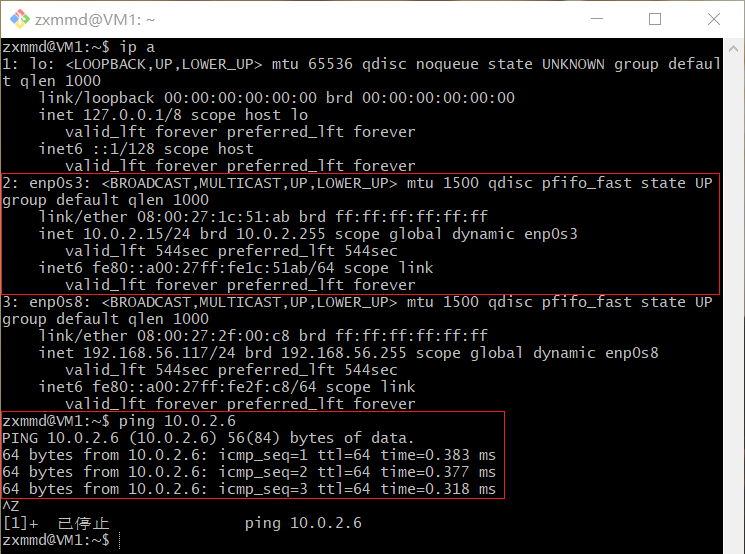 zxmmd@VM1: ~
zxmmd@VM1:~$ ip a
1: lo: <LOOPBACK,UP,LOWER_UP> mtu 65536 qdisc noqueue state UNKNOWN group defaul
t qlen 1000
    link/loopback 00:00:00:00:00:00 brd 00:00:00:00:00:00
    inet 127.0.0.1/8 scope host lo
       valid_lft forever preferred_lft forever
    inet6 ::1/128 scope host
       valid_lft forever preferred_lft forever
2: enp0s3: <BROADCAST,MULTICAST,UP,LOWER_UP> mtu 1500 qdisc pfifo_fast state UP
group default qlen 1000
    link/ether 08:00:27:1c:51:ab brd ff:ff:ff:ff:ff:ff
    inet 10.0.2.15/24 brd 10.0.2.255 scope global dynamic enp0s3
       valid_lft 544sec preferred_lft 544sec
    inet6 fe80::a00:27ff:fe1c:51ab/64 scope link
       valid_lft forever preferred_lft forever
3: enp0s8: <BROADCAST,MULTICAST,UP,LOWER_UP> mtu 1500 qdisc pfifo_fast state UP
group default qlen 1000
    link/ether 08:00:27:2f:00:c8 brd ff:ff:ff:ff:ff:ff
    inet 192.168.56.117/24 brd 192.168.56.255 scope global dynamic enp0s8
       valid_lft 544sec preferred_lft 544sec
    inet6 fe80::a00:27ff:fe2f:c8/64 scope link
       valid_lft forever preferred_lft forever
zxmmd@VM1:~$ ping 10.0.2.6
PING 10.0.2.6 (10.0.2.6) 56(84) bytes of data.
64 bytes from 10.0.2.6: icmp_seq=1 ttl=64 time=0.383 ms
64 bytes from 10.0.2.6: icmp_seq=2 ttl=64 time=0.377 ms
64 bytes from 10.0.2.6: icmp_seq=3 ttl=64 time=0.318 ms
^Z
[1]+  已停止               ping 10.0.2.6
zxmmd@VM1:~$